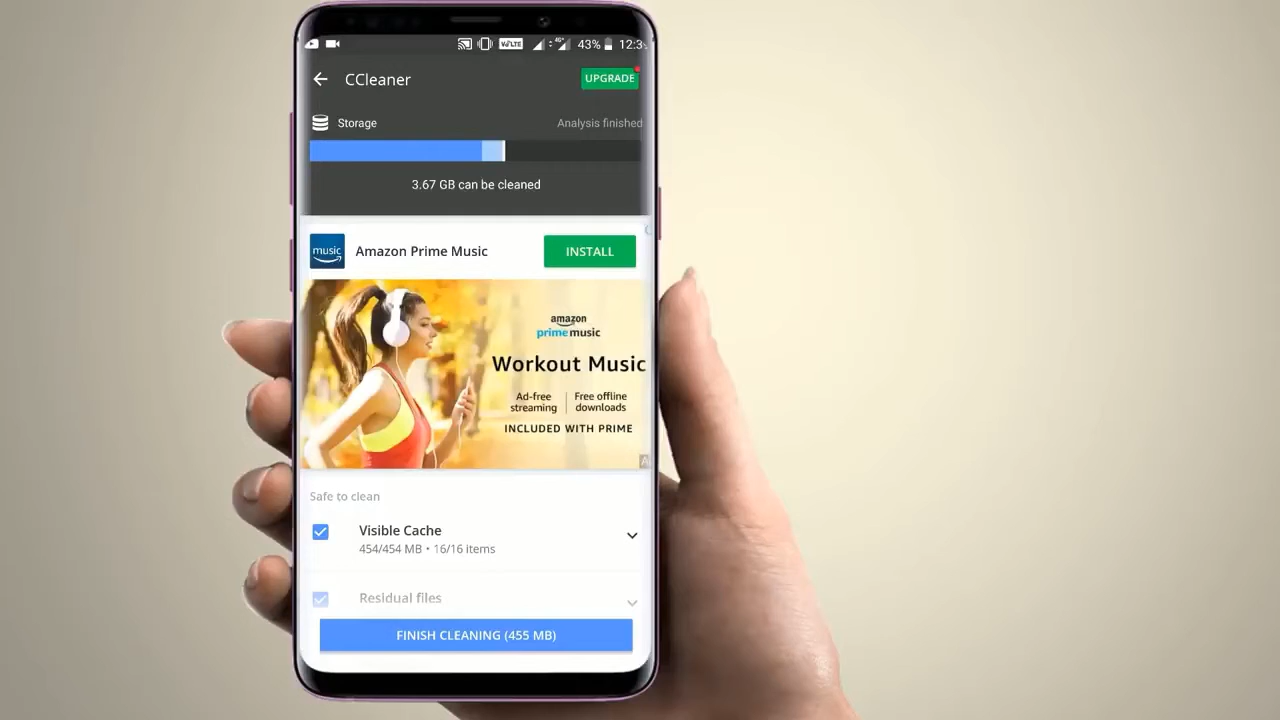 VoLTE 4G 43% 12:3
CCleaner
UPGRADE
Storage
Analysis finished
3.67 GB can be cleaned
music
Amazon Prime Music
INSTALL
amazon
prime music
Workout Music
Ad-free
streaming
Free offline
downloads
INCLUDED WITH PRIME
Safe to clean
Visible Cache
454/454 MB • 16/16 items
Residual files
FINISH CLEANING (455 MB)